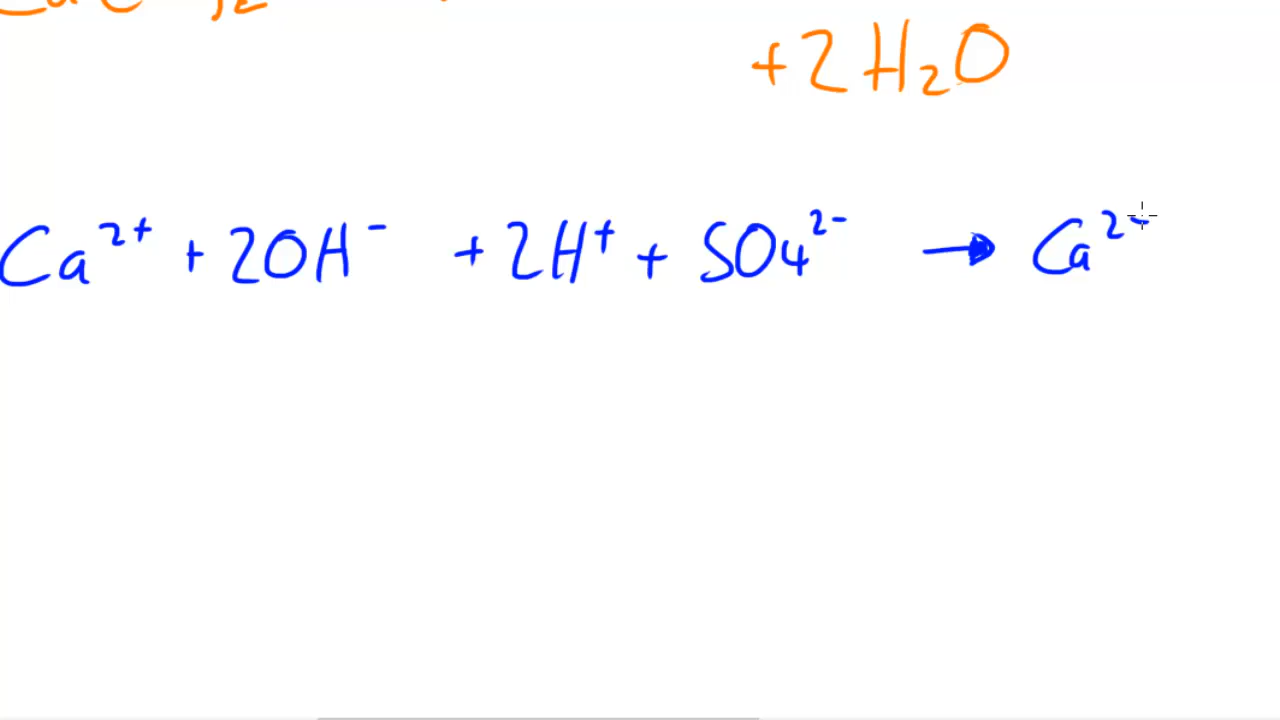 +2H₂O
Ca²⁺ + 2OH⁻ + 2H⁺ + SO₄²⁻ → Ca²